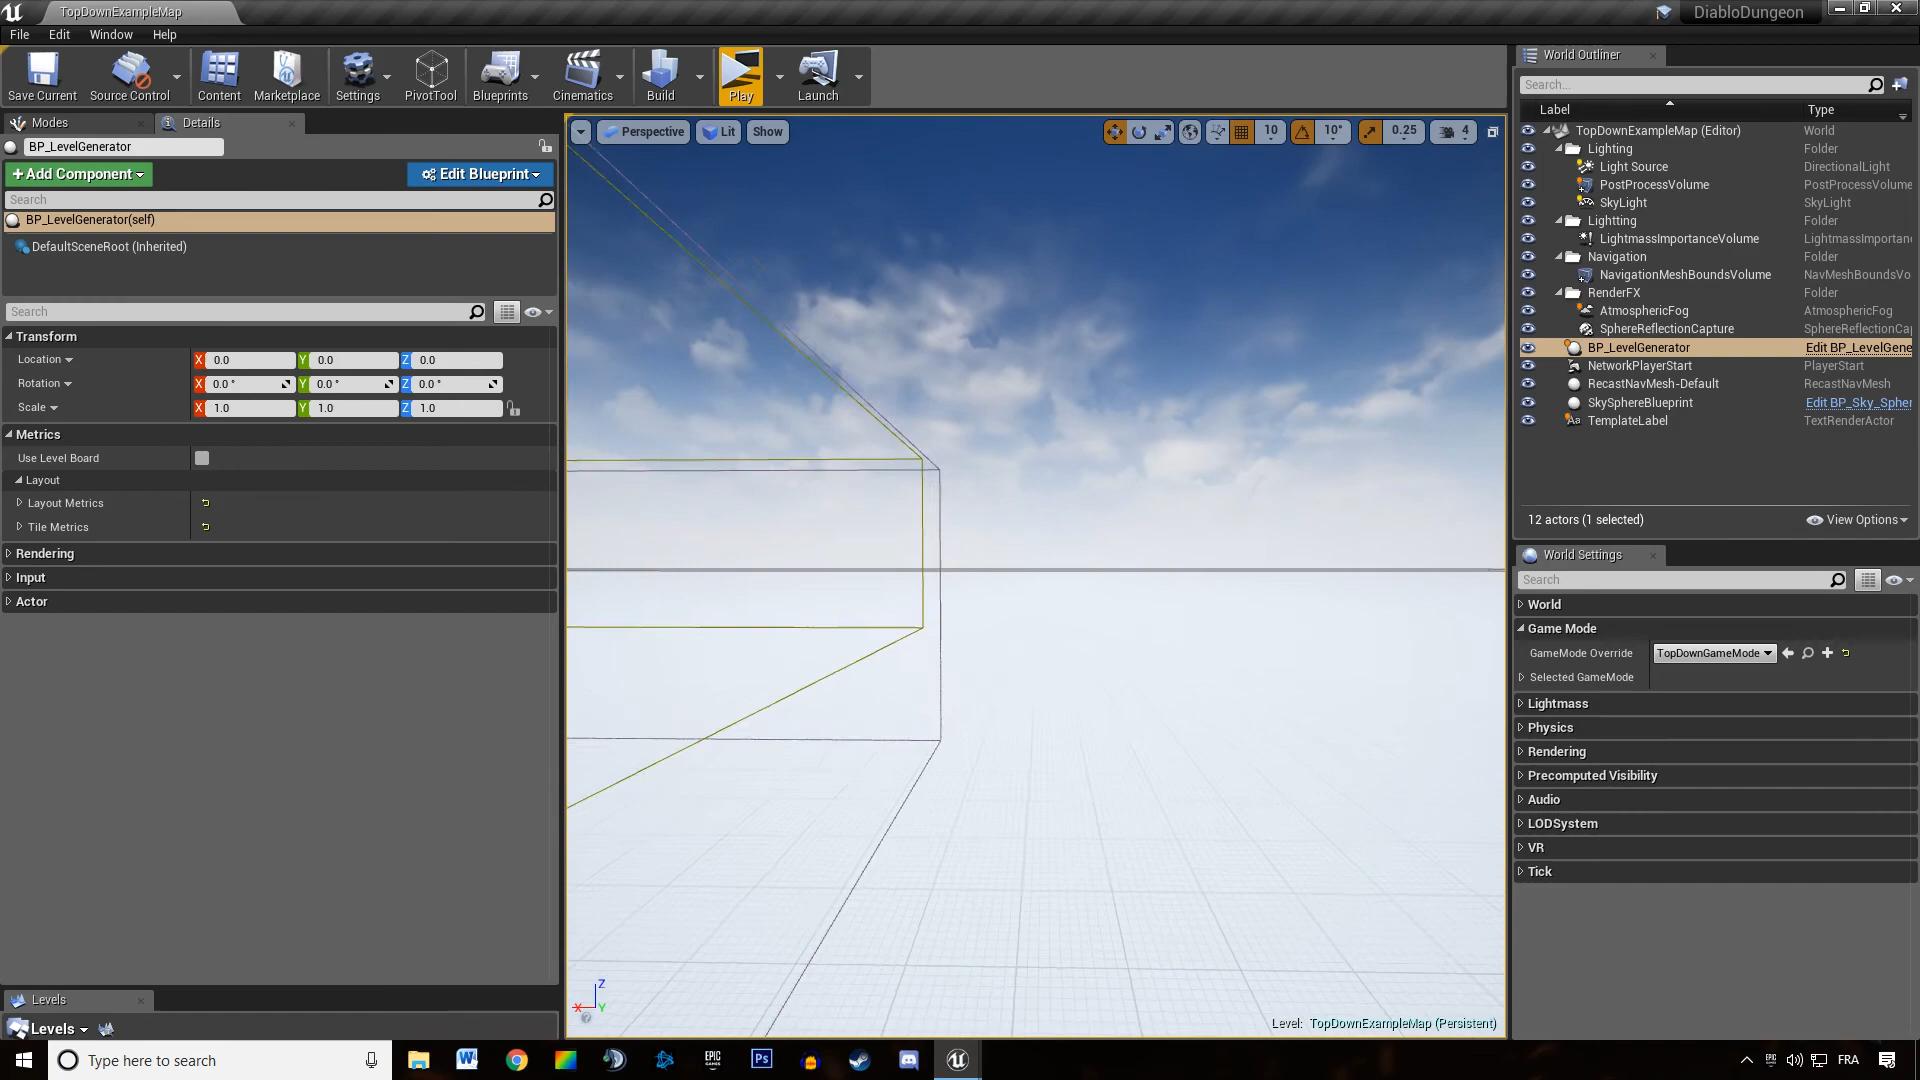 TopDownExampleMap
DiabloDungeon
File Edit Window Help
Save Current
Source Control
Content
Marketplace
Settings
PivotTool
Blueprints
Cinematics
Build
Play
Launch
Modes
Details
BP_LevelGenerator
+Add Component
Edit Blueprint
Search
BP_LevelGenerator(self)
DefaultSceneRoot (Inherited)
Search
Transform
Location X 0.0 Y 0.0 Z 0.0
Rotation X 0.0 ° Y 0.0 ° Z 0.0 °
Scale X 1.0 Y 1.0 Z 1.0
Metrics
Use Level Board
Layout
Layout Metrics
Tile Metrics
Rendering
Input
Actor
Levels
Levels
Perspective Lit Show
10 10° 0.25 4
Z
X Y
Level: TopDownExampleMap (Persistent)
World Outliner
Search...
Label Type
TopDownExampleMap (Editor) World
Lighting Folder
Light Source DirectionalLight
PostProcessVolume PostProcessVolume
SkyLight SkyLight
Lightting Folder
LightmassImportanceVolume LightmassImportanc
Navigation Folder
NavigationMeshBoundsVolume NavMeshBoundsVo
RenderFX Folder
AtmosphericFog AtmosphericFog
SphereReflectionCapture SphereReflectionCap
BP_LevelGenerator Edit BP_LevelGene
NetworkPlayerStart PlayerStart
RecastNavMesh-Default RecastNavMesh
SkySphereBlueprint Edit BP_Sky_Spher
TemplateLabel TextRenderActor
12 actors (1 selected)
View Options
World Settings
Search
World
Game Mode
GameMode Override TopDownGameMode
Selected GameMode
Lightmass
Physics
Rendering
Precomputed Visibility
Audio
LODSystem
VR
Tick
Type here to search
EPIC GAMES
Ps
FRA